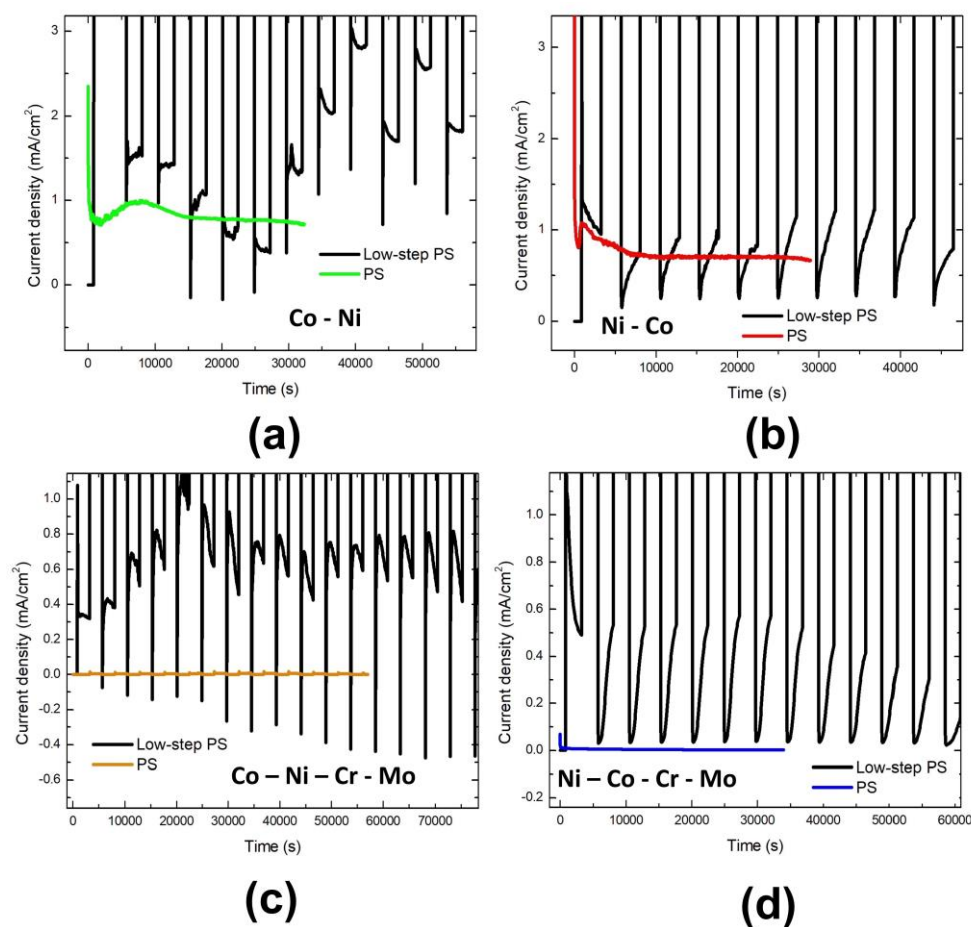 3
2
1
0
Current density (mA/cm²)
0
10000
20000
30000
40000
50000
Time (s)
Low-step PS
PS
Co - Ni
(a)
3
2
1
0
Current density (mA/cm²)
0
10000
20000
30000
40000
Time (s)
Low-step PS
PS
Ni - Co
(b)
1.0
0.8
0.6
0.4
0.2
0.0
-0.2
-0.4
-0.6
Current density (mA/cm²)
0
10000
20000
30000
40000
50000
60000
70000
Time (s)
Low-step PS
PS
Co – Ni – Cr - Mo
(c)
1.0
0.8
0.6
0.4
0.2
0.0
-0.2
Current density (mA/cm²)
0
10000
20000
30000
40000
50000
60000
Time (s)
Low-step PS
PS
Ni – Co - Cr - Mo
(d)